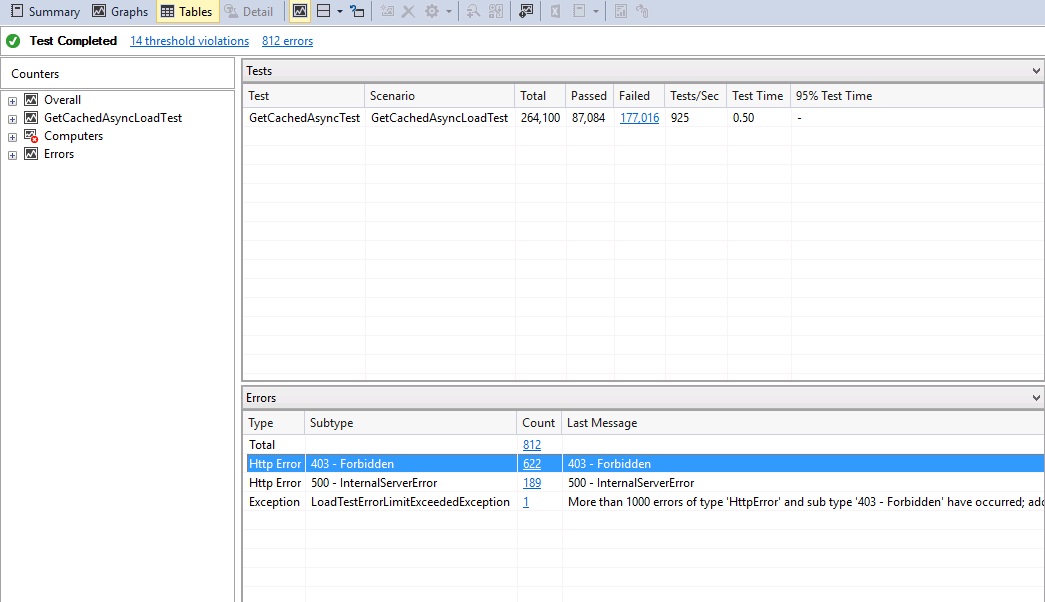 Summary Graphs Tables Detail
Test Completed 14 threshold violations 812 errors
Counters
Overall
GetCachedAsyncLoadTest
Computers
Errors
Tests
Test Scenario Total Passed Failed Tests/Sec Test Time 95% Test Time
GetCachedAsyncTest GetCachedAsyncLoadTest 264,100 87,084 177,016 925 0.50 -
Errors
Type Subtype Count Last Message
Total 812
Http Error 403 - Forbidden 622 403 - Forbidden
Http Error 500 - InternalServerError 189 500 - InternalServerError
Exception LoadTestErrorLimitExceededException 1 More than 1000 errors of type 'HttpError' and sub type '403 - Forbidden' have occurred; adc